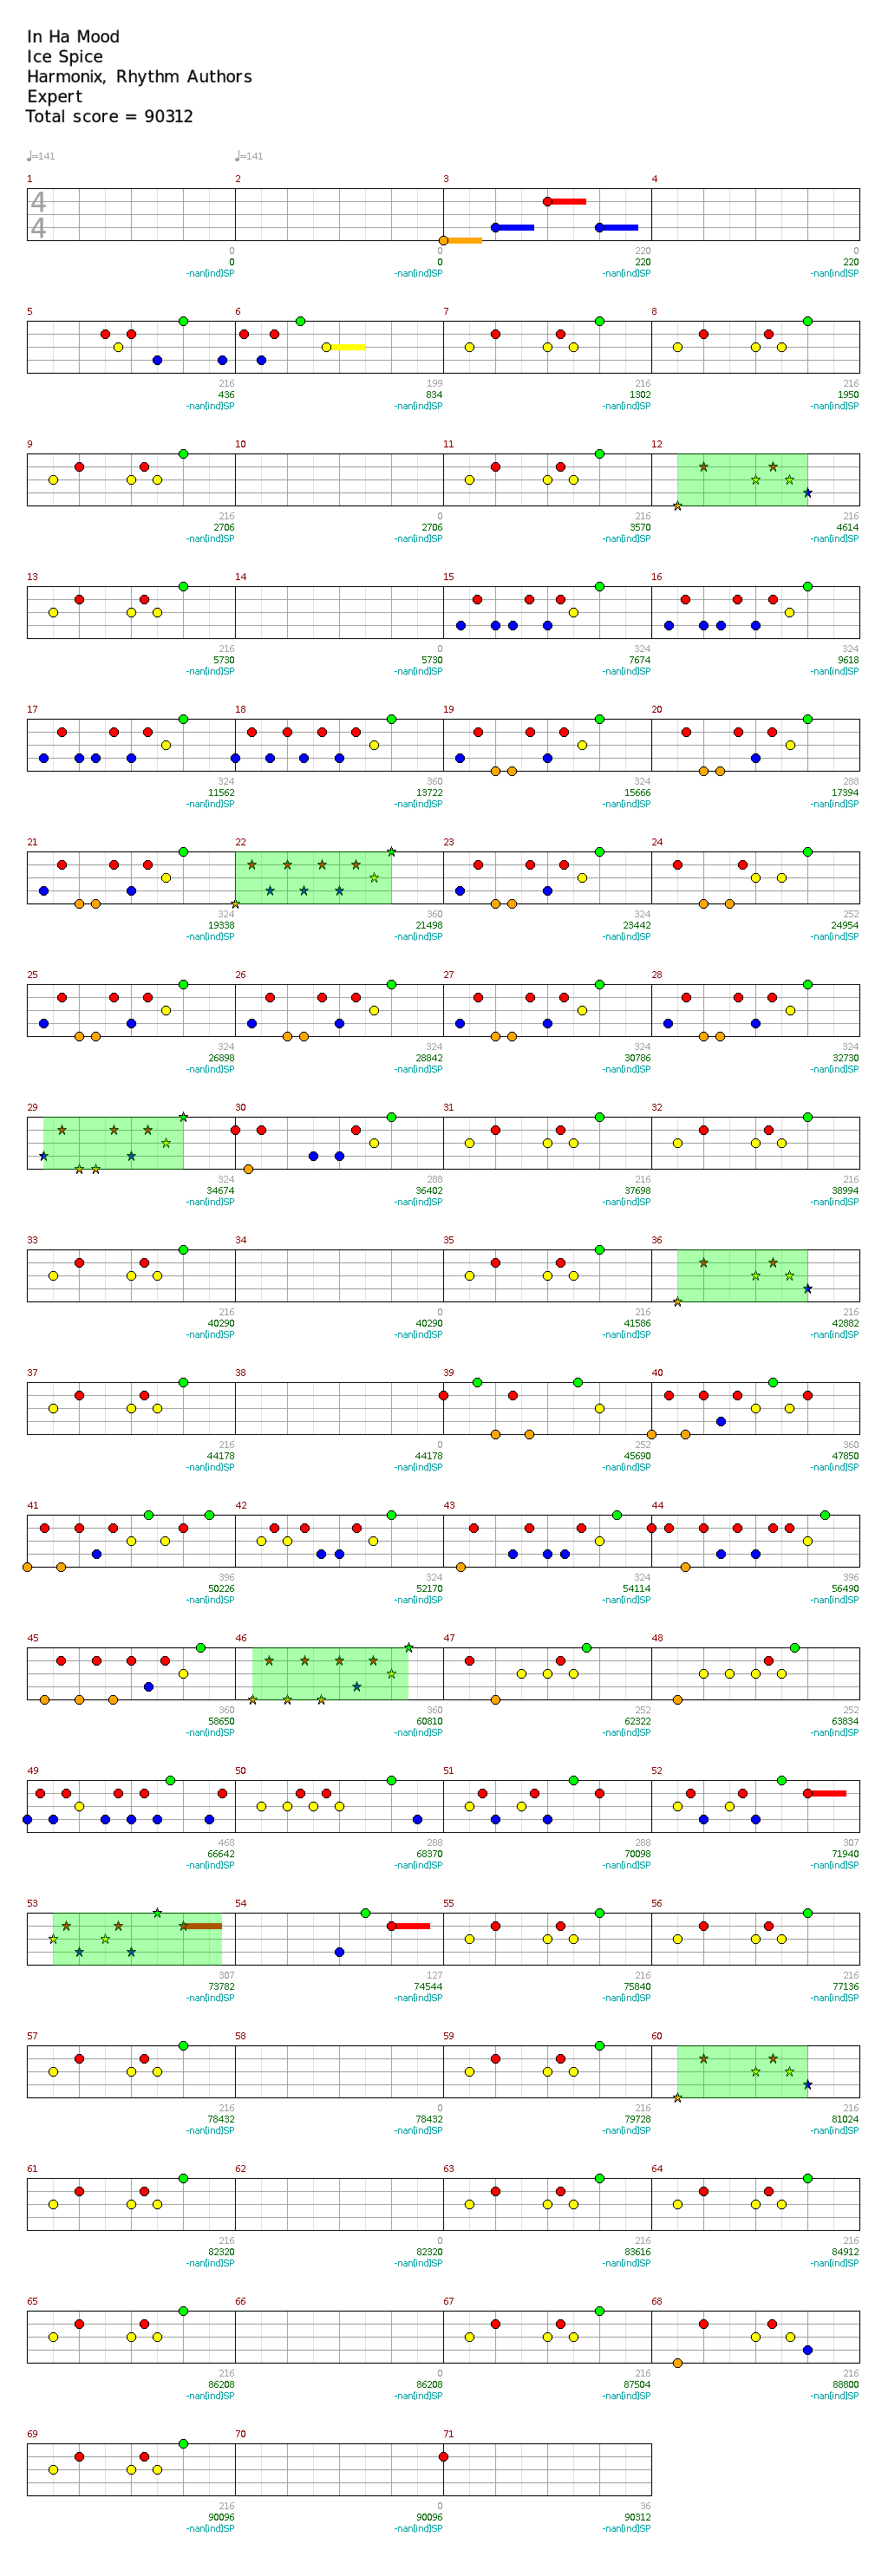 In Ha Mood
Ice Spice
Harmonix, Rhythm Authors
Expert
Total score = 90312
♩=141 ♩=141
1 2 3 4
4
4
0 0 220 0
0 0 220 220
-nan(ind)SP -nan(ind)SP -nan(ind)SP -nan(ind)SP
5 6 7 8
216 199 216 216
436 834 1302 1950
-nan(ind)SP -nan(ind)SP -nan(ind)SP -nan(ind)SP
9 10 11 12
216 0 216 216
2706 2706 3570 4614
-nan(ind)SP -nan(ind)SP -nan(ind)SP -nan(ind)SP
13 14 15 16
216 0 324 324
5730 5730 7674 9618
-nan(ind)SP -nan(ind)SP -nan(ind)SP -nan(ind)SP
17 18 19 20
324 360 324 288
11562 13722 15666 17394
-nan(ind)SP -nan(ind)SP -nan(ind)SP -nan(ind)SP
21 22 23 24
324 360 324 252
19338 21498 23442 24954
-nan(ind)SP -nan(ind)SP -nan(ind)SP -nan(ind)SP
25 26 27 28
324 324 324 324
26898 28842 30786 32730
-nan(ind)SP -nan(ind)SP -nan(ind)SP -nan(ind)SP
29 30 31 32
324 288 216 216
34674 36402 37698 38994
-nan(ind)SP -nan(ind)SP -nan(ind)SP -nan(ind)SP
33 34 35 36
216 0 216 216
40290 40290 41586 42882
-nan(ind)SP -nan(ind)SP -nan(ind)SP -nan(ind)SP
37 38 39 40
216 0 252 360
44178 44178 45690 47850
-nan(ind)SP -nan(ind)SP -nan(ind)SP -nan(ind)SP
41 42 43 44
396 324 324 396
50226 52170 54114 56490
-nan(ind)SP -nan(ind)SP -nan(ind)SP -nan(ind)SP
45 46 47 48
360 360 252 252
58650 60810 62322 63834
-nan(ind)SP -nan(ind)SP -nan(ind)SP -nan(ind)SP
49 50 51 52
468 288 288 307
66642 68370 70098 71940
-nan(ind)SP -nan(ind)SP -nan(ind)SP -nan(ind)SP
53 54 55 56
307 127 216 216
73782 74544 75840 77136
-nan(ind)SP -nan(ind)SP -nan(ind)SP -nan(ind)SP
57 58 59 60
216 0 216 216
78432 78432 79728 81024
-nan(ind)SP -nan(ind)SP -nan(ind)SP -nan(ind)SP
61 62 63 64
216 0 216 216
82320 82320 83616 84912
-nan(ind)SP -nan(ind)SP -nan(ind)SP -nan(ind)SP
65 66 67 68
216 0 216 216
86208 86208 87504 88800
-nan(ind)SP -nan(ind)SP -nan(ind)SP -nan(ind)SP
69 70 71
216 0 36
90096 90096 90312
-nan(ind)SP -nan(ind)SP -nan(ind)SP